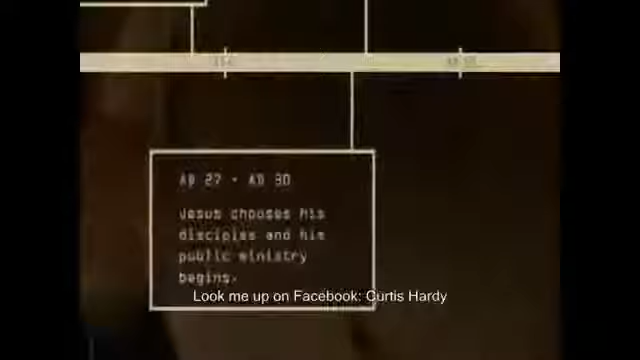 AD 27 - AD 30
Jesus chooses his
disciples and his
public ministry
begins.
Look me up on Facebook: Curtis Hardy